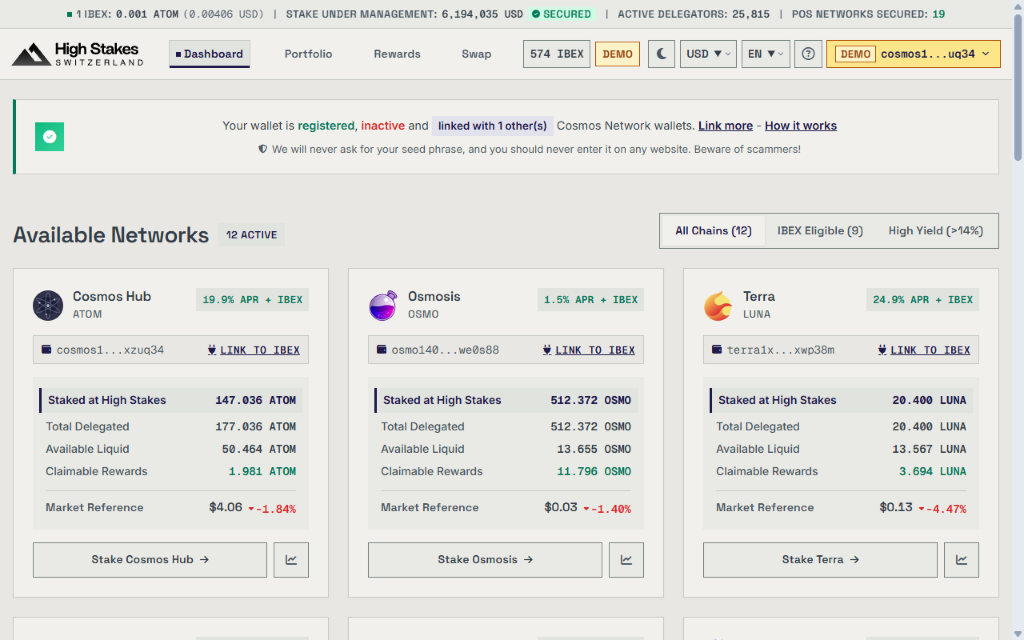 1 IBEX: 0.001 ATOM (0.00406 USD) | STAKE UNDER MANAGEMENT: 6,194,035 USD SECURED | ACTIVE DELEGATORS: 25,815 | POS NETWORKS SECURED: 19
High Stakes
SWITZERLAND
Dashboard Portfolio Rewards Swap 574 IBEX DEMO USD ▼ EN ▼ DEMO cosmos1...uq34
Your wallet is registered, inactive and linked with 1 other(s) Cosmos Network wallets. Link more - How it works
We will never ask for your seed phrase, and you should never enter it on any website. Beware of scammers!
Available Networks 12 ACTIVE
All Chains (12) IBEX Eligible (9) High Yield (>14%)
Cosmos Hub
ATOM
19.9% APR + IBEX
cosmos1...xzuq34 LINK TO IBEX
Staked at High Stakes 147.036 ATOM
Total Delegated 177.036 ATOM
Available Liquid 50.464 ATOM
Claimable Rewards 1.981 ATOM
Market Reference $4.06 -1.84%
Stake Cosmos Hub →
Osmosis
OSMO
1.5% APR + IBEX
osmo140...we0s88 LINK TO IBEX
Staked at High Stakes 512.372 OSMO
Total Delegated 512.372 OSMO
Available Liquid 13.655 OSMO
Claimable Rewards 11.796 OSMO
Market Reference $0.03 -1.40%
Stake Osmosis →
Terra
LUNA
24.9% APR + IBEX
terra1x...xwp38m LINK TO IBEX
Staked at High Stakes 20.400 LUNA
Total Delegated 20.400 LUNA
Available Liquid 13.567 LUNA
Claimable Rewards 3.694 LUNA
Market Reference $0.13 -4.47%
Stake Terra →